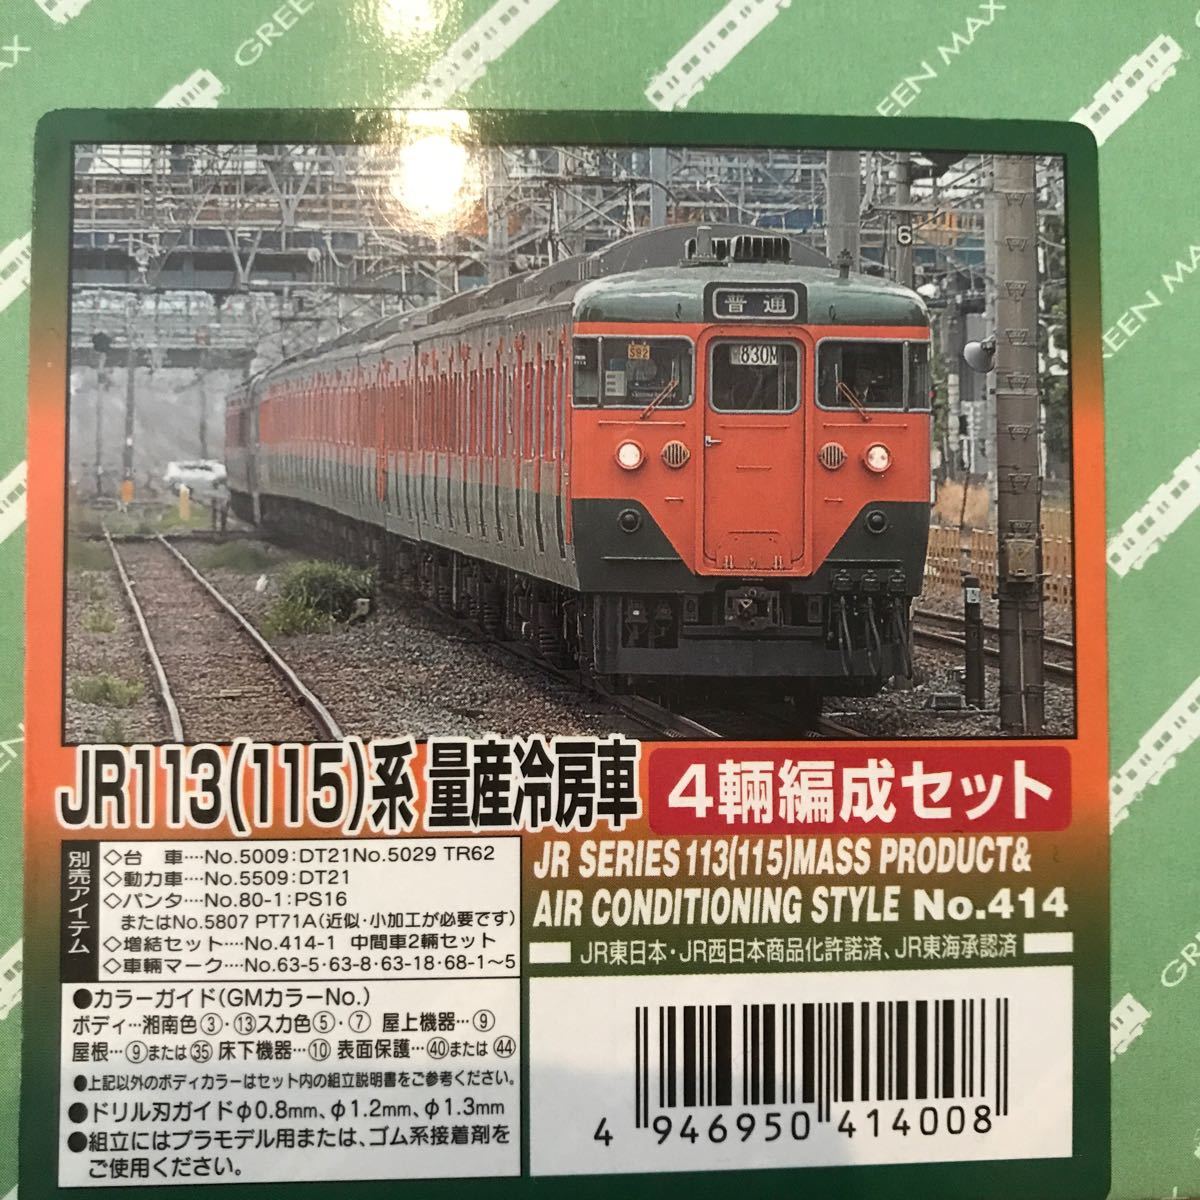 GREEN MAX
GREEN MAX
GREEN MAX
普通
6
S92
830M
JR113(115)系 量産冷房車
4輛編成セット
JR SERIES 113(115)MASS PRODUCT&
AIR CONDITIONING STYLE No.414
JR東日本・JR西日本商品化許諾済、JR東海承認済
別売アイテム
◇台　車‥‥No.5009:DT21No.5029 TR62
◇動力車‥‥No.5509:DT21
◇パンタ‥‥No.80-1:PS16
またはNo.5807 PT71A(近似・小加工が必要です)
◇増結セット‥‥No.414-1 中間車2輛セット
◇車輛マーク‥‥No.63-5・63-8・63-18・68-1～5
●カラーガイド(GMカラーNo.)
ボディ…湘南色③・⑬スカ色⑤・⑦ 屋上機器…⑨
屋根…⑨または㉟ 床下機器…⑩ 表面保護…㊵または㊹
●上記以外のボディカラーはセット内の組立説明書をご参考ください。
●ドリル刃ガイドφ0.8mm、φ1.2mm、φ1.3mm
●組立にはプラモデル用または、ゴム系接着剤を
ご使用ください。
4 946950 414008